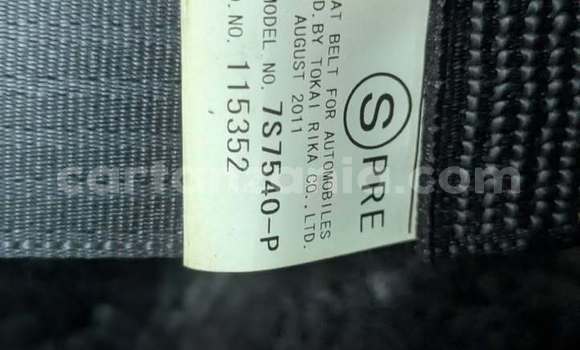 Ⓢ PRE
AT BELT FOR AUTOMOBILES
D. BY TOKAI RIKA CO., LTD.
AUGUST 2011
MODEL NO. 7S7540-P
. NO. 115352